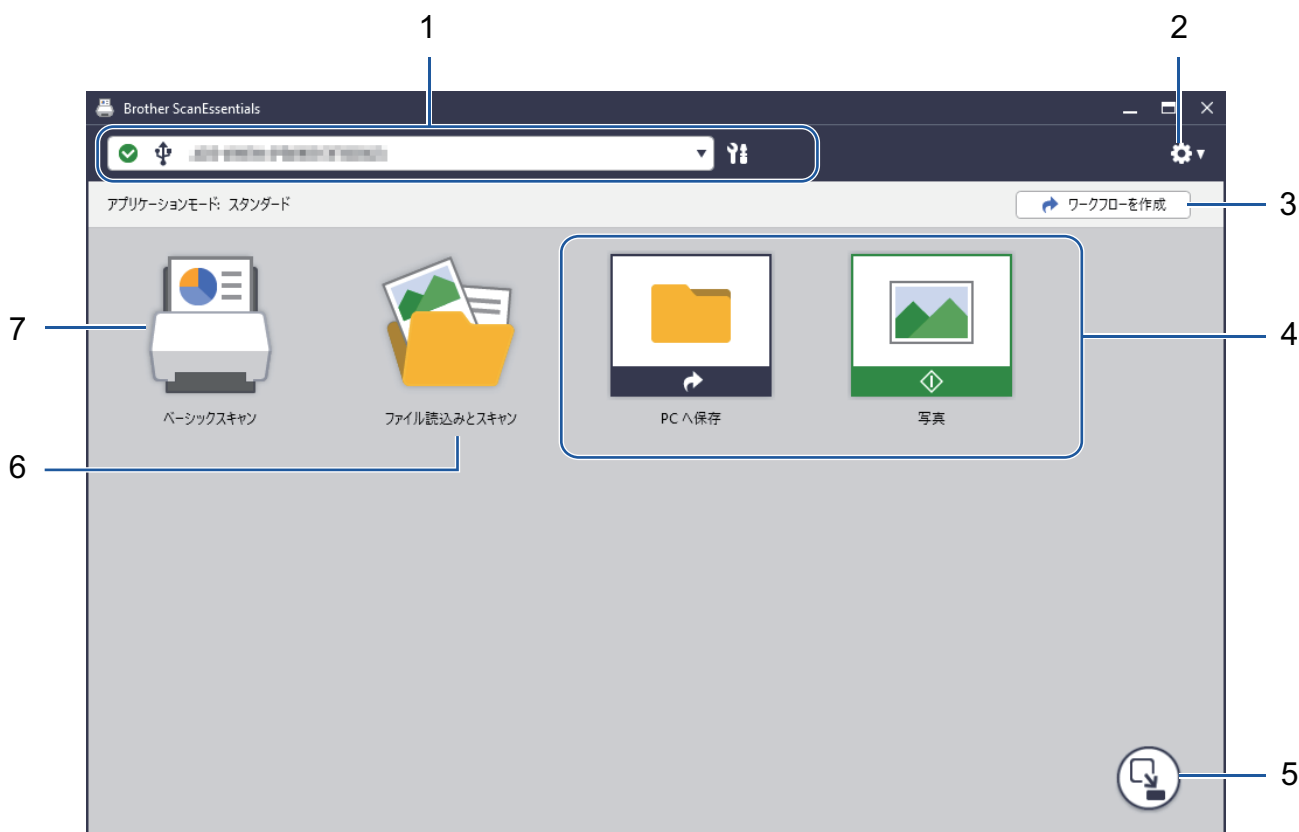 1
2
Brother ScanEssentials
アプリケーションモード: スタンダード
ワークフローを作成
3
7
4
ベーシックスキャン
ファイル読込みとスキャン
PC へ保存
写真
6
5